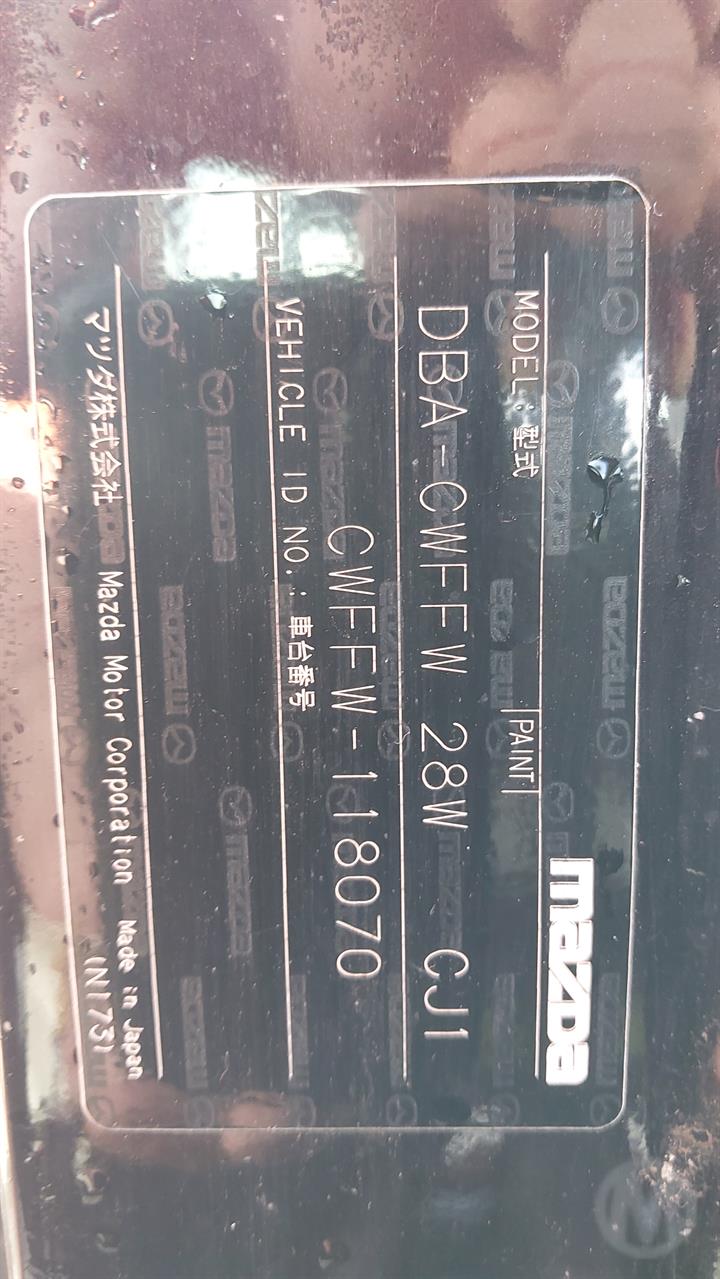 mazda
MODEL : 型式 PAINT
DBA-CWFFW 28W CJ1
VEHICLE ID NO. : 車台番号
CWFFW-118070
マツダ株式会社 Mazda Motor Corporation Made in Japan
(N173)